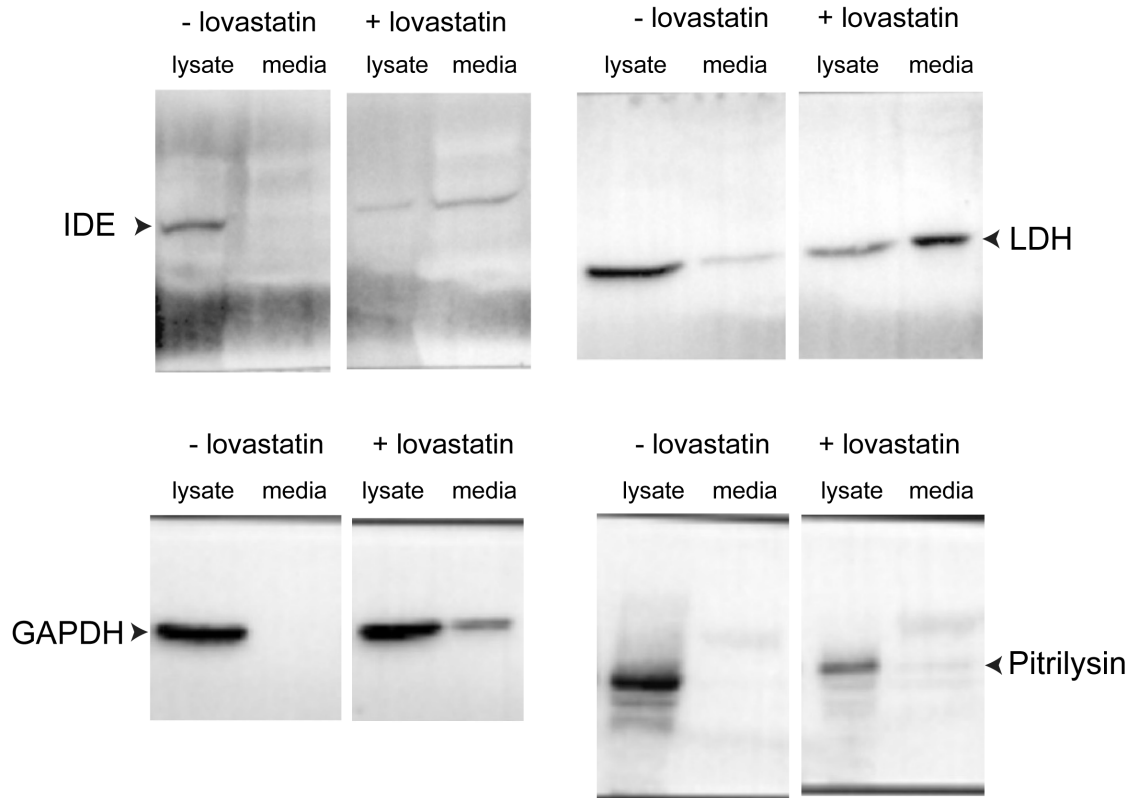 - lovastatin + lovastatin
lysate media lysate media
IDE
- lovastatin + lovastatin
lysate media lysate media
LDH
- lovastatin + lovastatin
lysate media lysate media
GAPDH
- lovastatin + lovastatin
lysate media lysate media
Pitrilysin